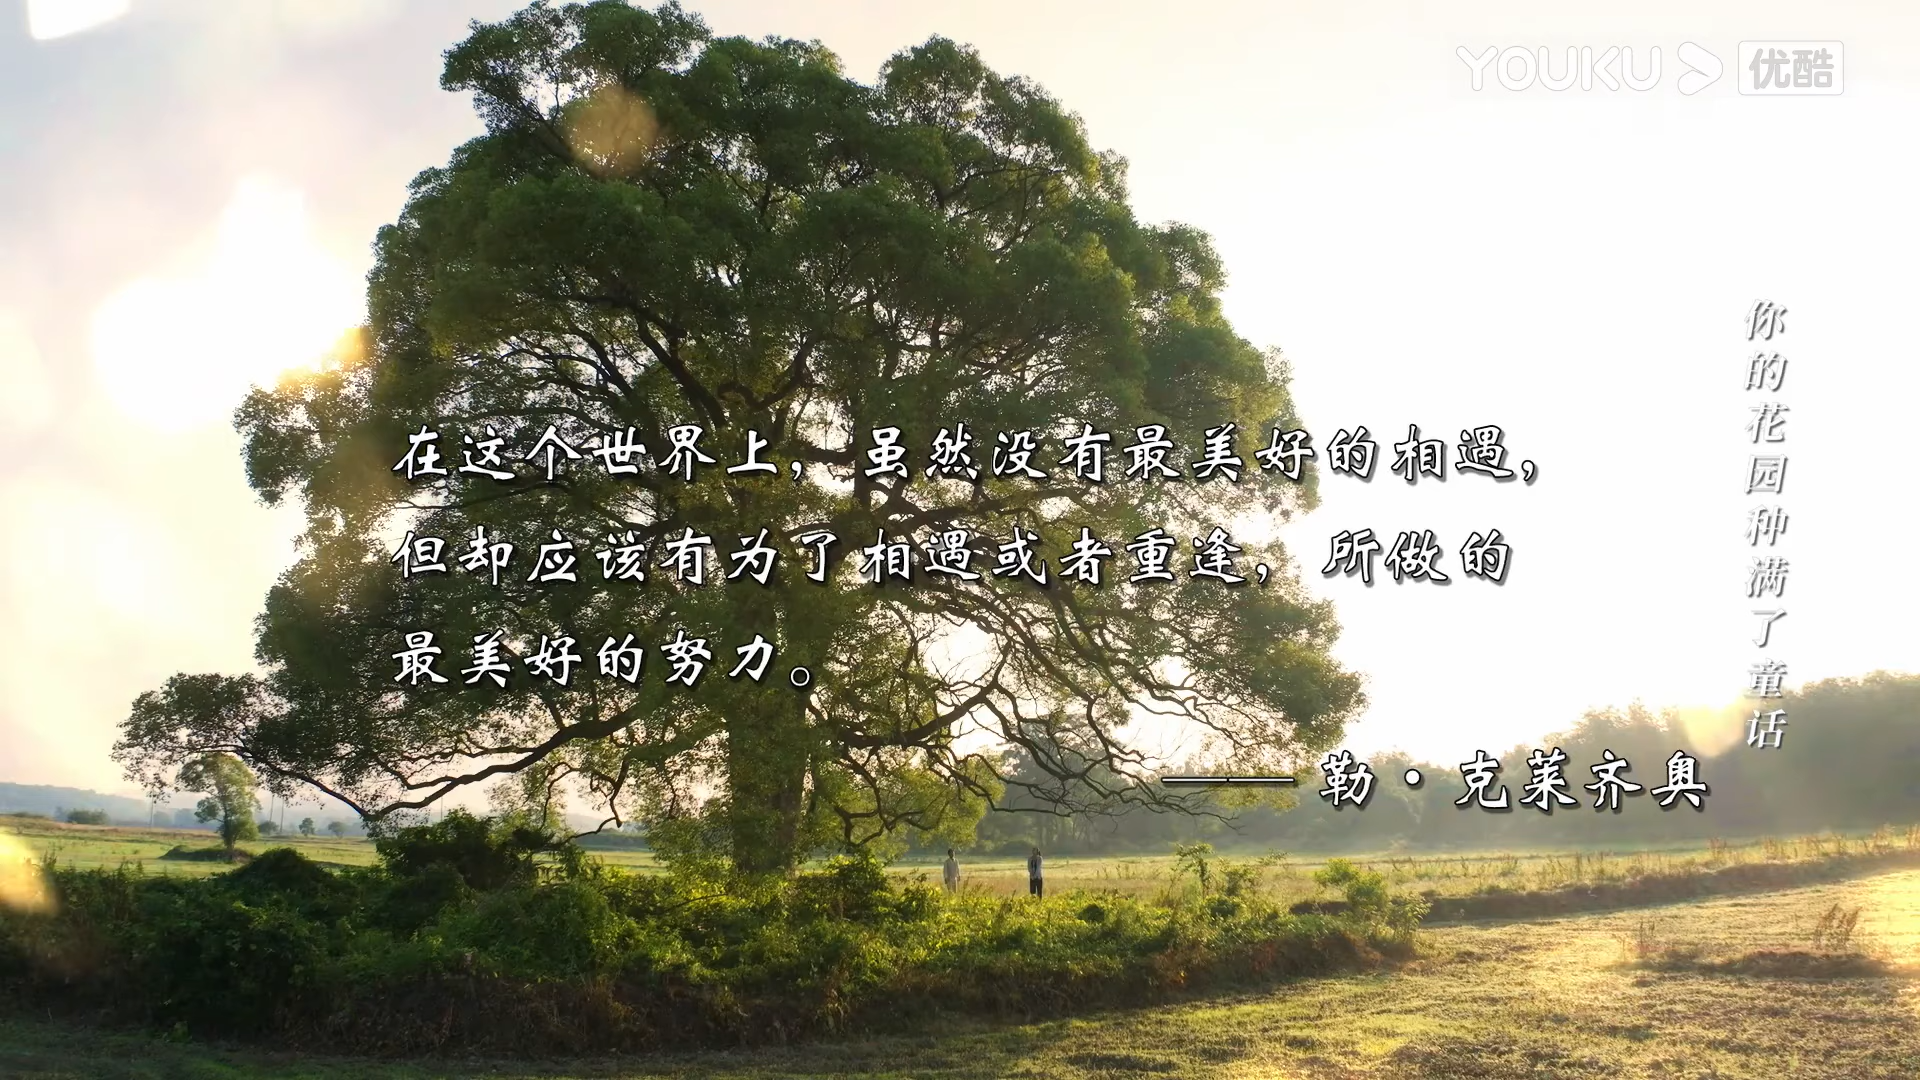 YOUKU 优酷
在这个世界上，虽然没有最美好的相遇，
但却应该有为了相遇或者重逢，所做的
最美好的努力。
——勒·克莱齐奥
你的花园种满了童话